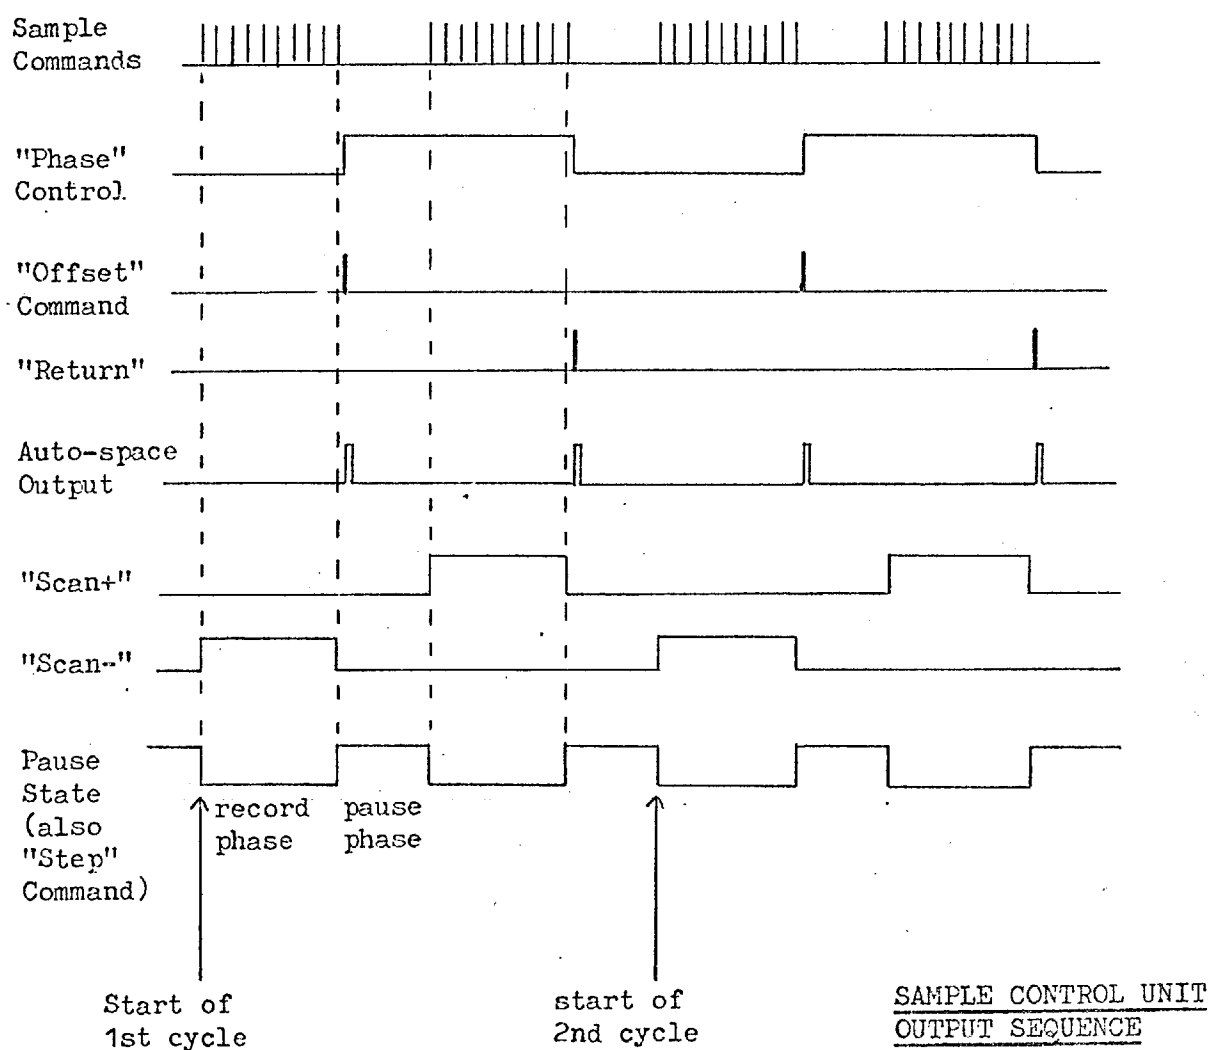 Sample
Commands
"Phase"
Control
"Offset"
Command
"Return"
Auto-space
Output
"Scan+"
"Scan-"
Pause
State
(also
"Step"
Command)
record
phase
pause
phase
Start of
1st cycle
start of
2nd cycle
SAMPLE CONTROL UNIT
OUTPUT SEQUENCE